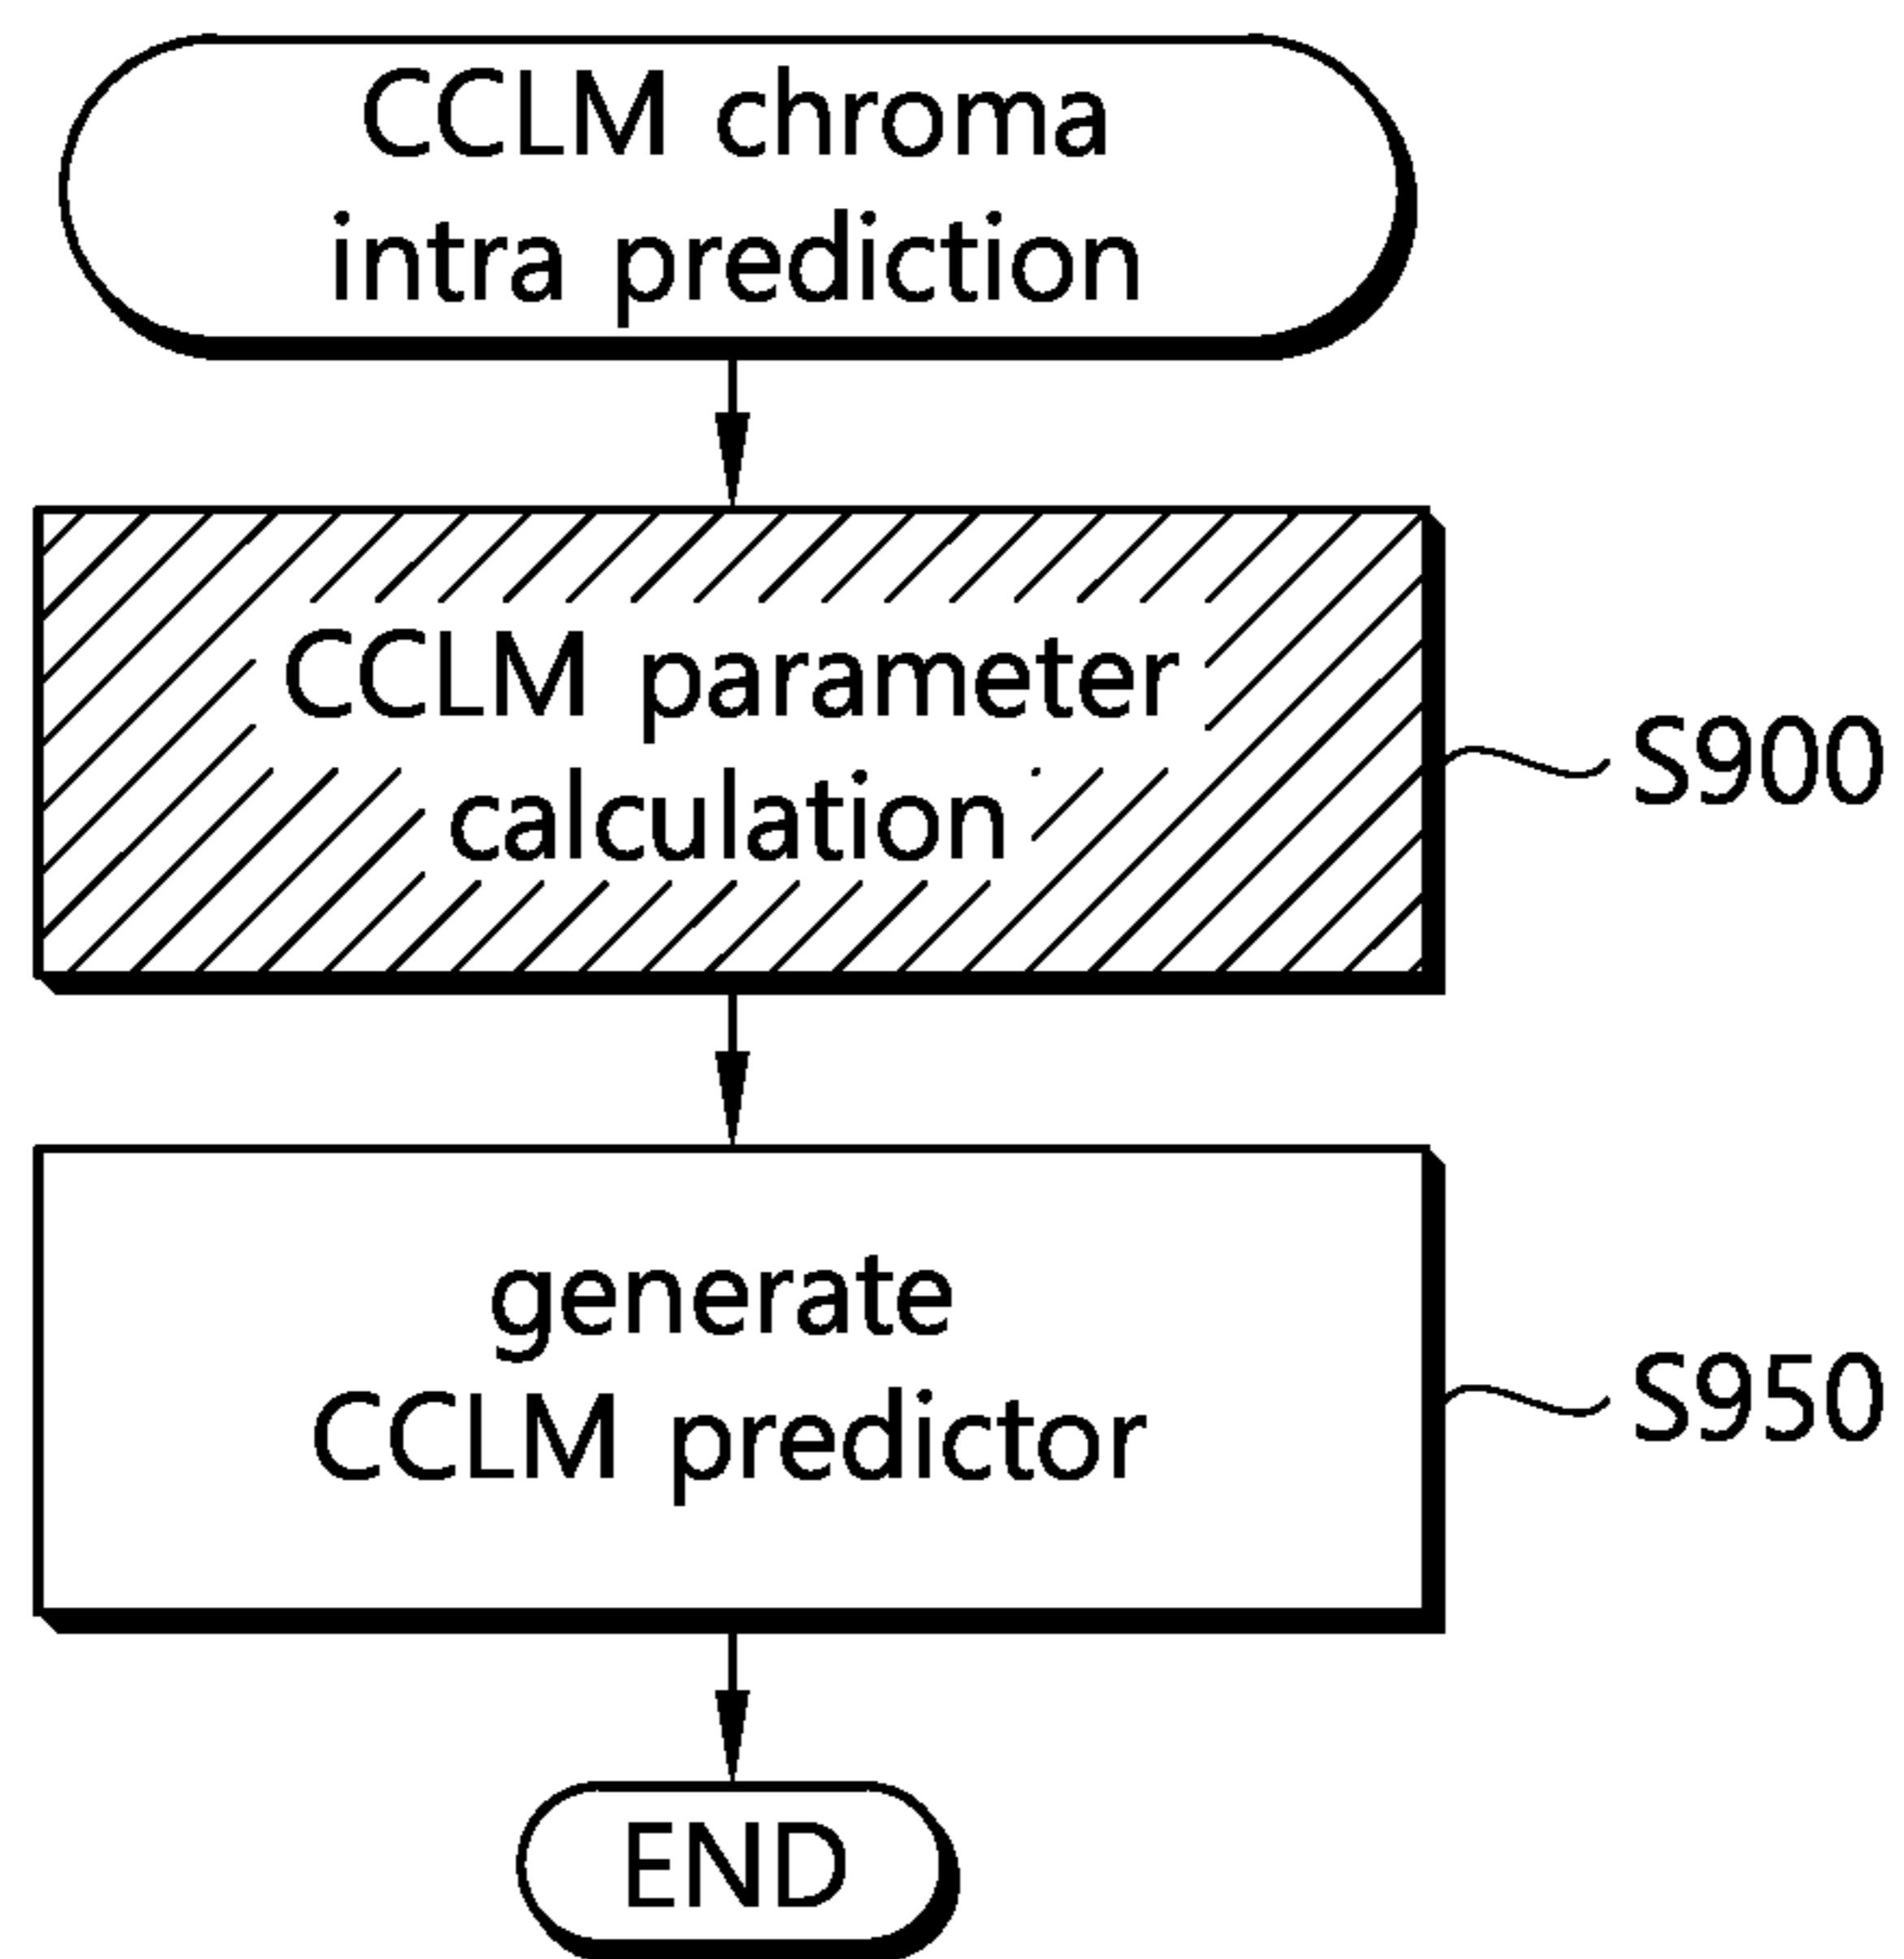 CCLM chroma
intra prediction
CCLM parameter
calculation
S900
generate
CCLM predictor
S950
END